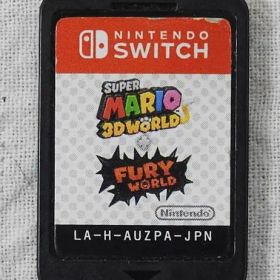 NINTENDO
SWITCH
SUPER
MARIO
3D WORLD
+
FURY
WORLD
Nintendo
LA-H-AUZPA-JPN